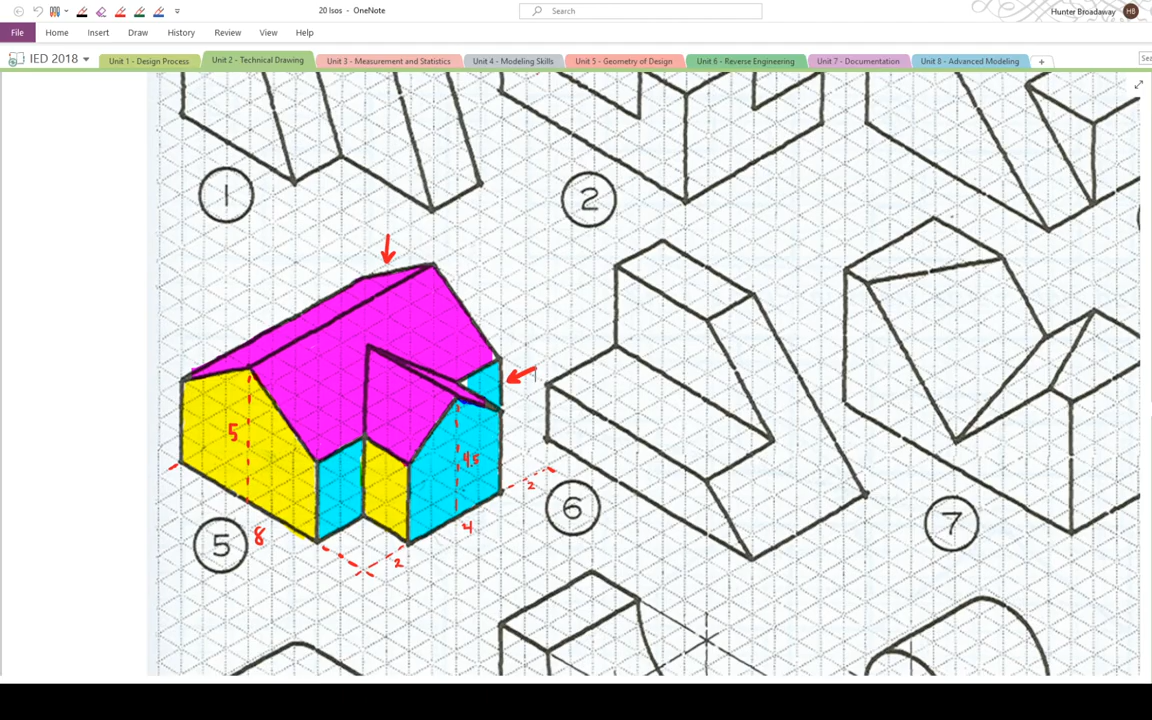 20 Isos - OneNote
Search
Hunter Broadaway
HB
File Home Insert Draw History Review View Help
IED 2018 Unit 1 - Design Process Unit 2 - Technical Drawing Unit 3 - Measurement and Statistics Unit 4 - Modeling Skills Unit 5 - Geometry of Design Unit 6 - Reverse Engineering Unit 7 - Documentation Unit 8 - Advanced Modeling + Sea
1
2
5
4.5
2
6
7
5
8
4
2